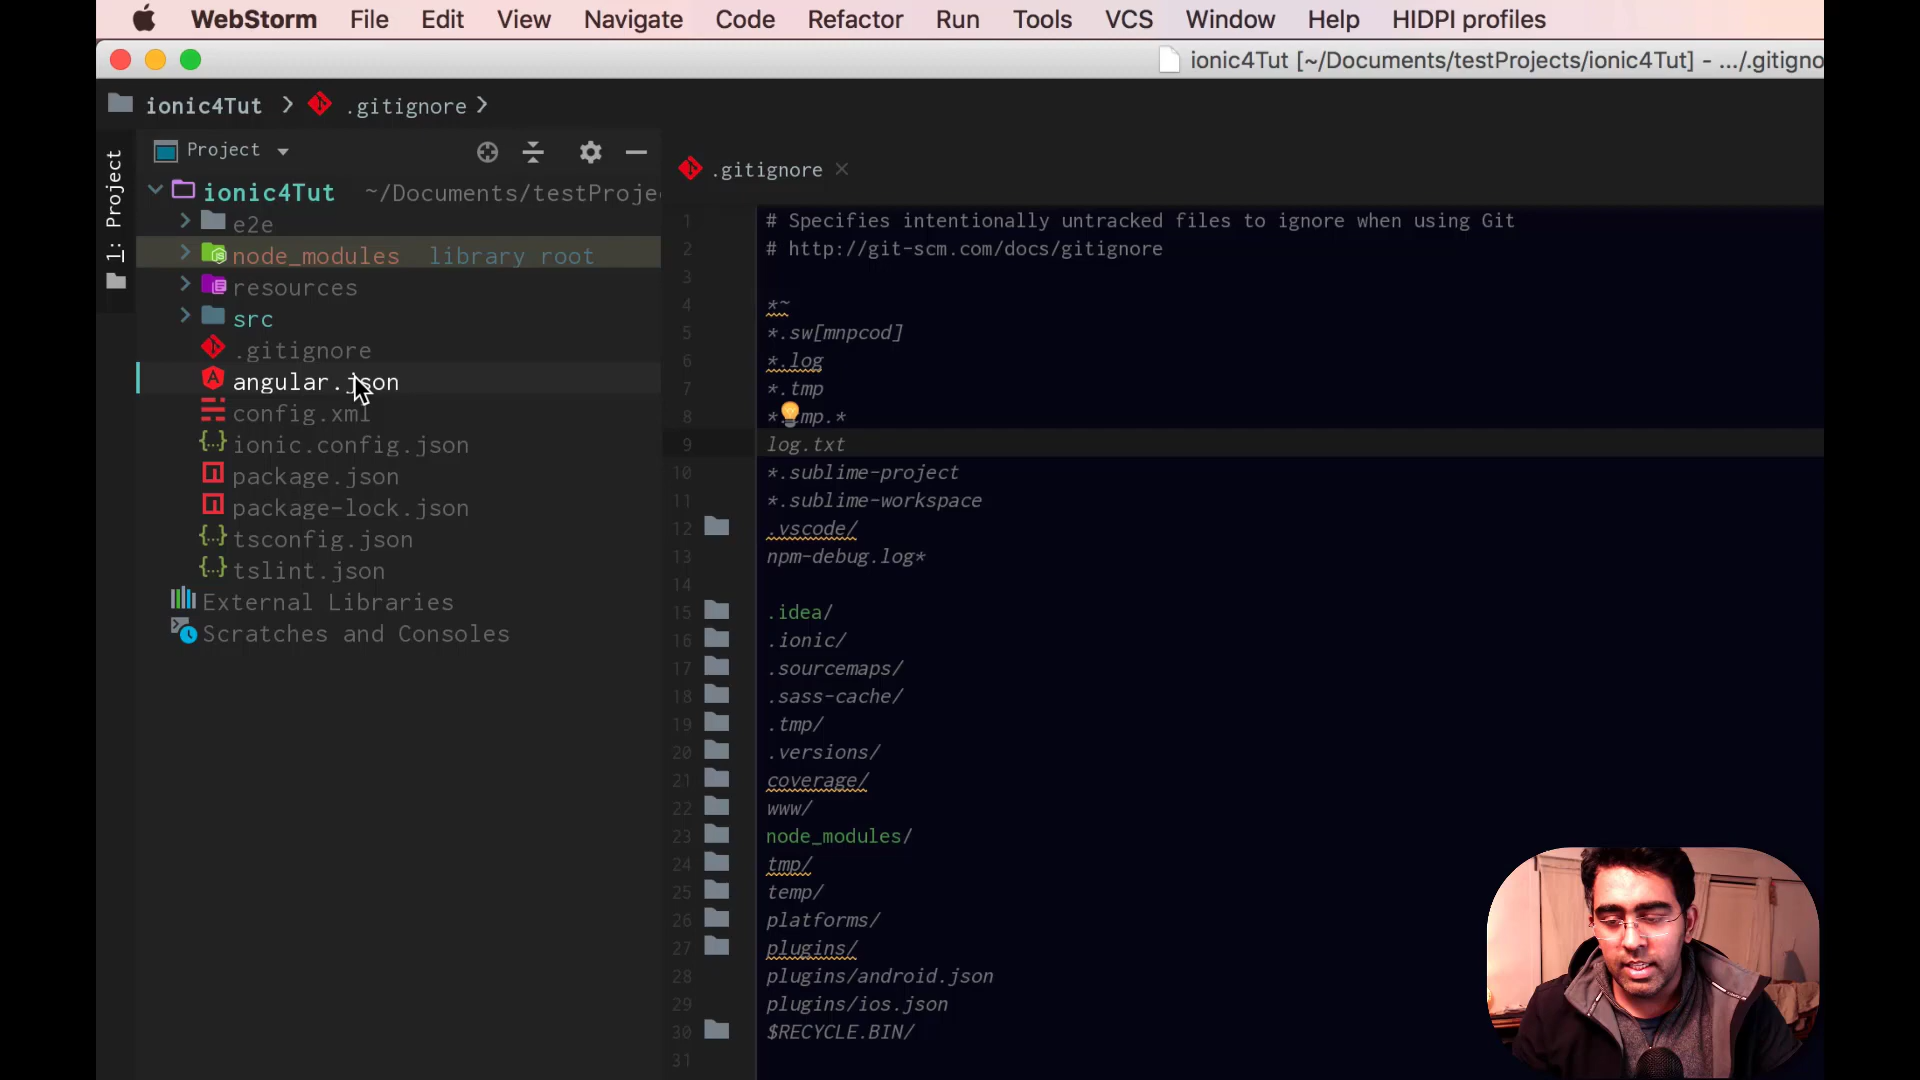 WebStorm File Edit View Navigate Code Refactor Run Tools VCS Window Help HIDPI profiles
ionic4Tut [~/Documents/testProjects/ionic4Tut] - .../.gitigno
ionic4Tut > .gitignore >
Project
1: Project
ionic4Tut ~/Documents/testProje
e2e
node_modules library root
resources
src
.gitignore
angular.json
config.xml
ionic.config.json
package.json
package-lock.json
tsconfig.json
tslint.json
External Libraries
Scratches and Consoles
.gitignore
1 # Specifies intentionally untracked files to ignore when using Git
2 # http://git-scm.com/docs/gitignore
3
4 *~
5 *.sw[mnpcod]
6 *.log
7 *.tmp
8 *mp.*
9 log.txt
10 *.sublime-project
11 *.sublime-workspace
12 .vscode/
13 npm-debug.log*
14
15 .idea/
16 .ionic/
17 .sourcemaps/
18 .sass-cache/
19 .tmp/
20 .versions/
21 coverage/
22 www/
23 node_modules/
24 tmp/
25 temp/
26 platforms/
27 plugins/
28 plugins/android.json
29 plugins/ios.json
30 $RECYCLE.BIN/
31